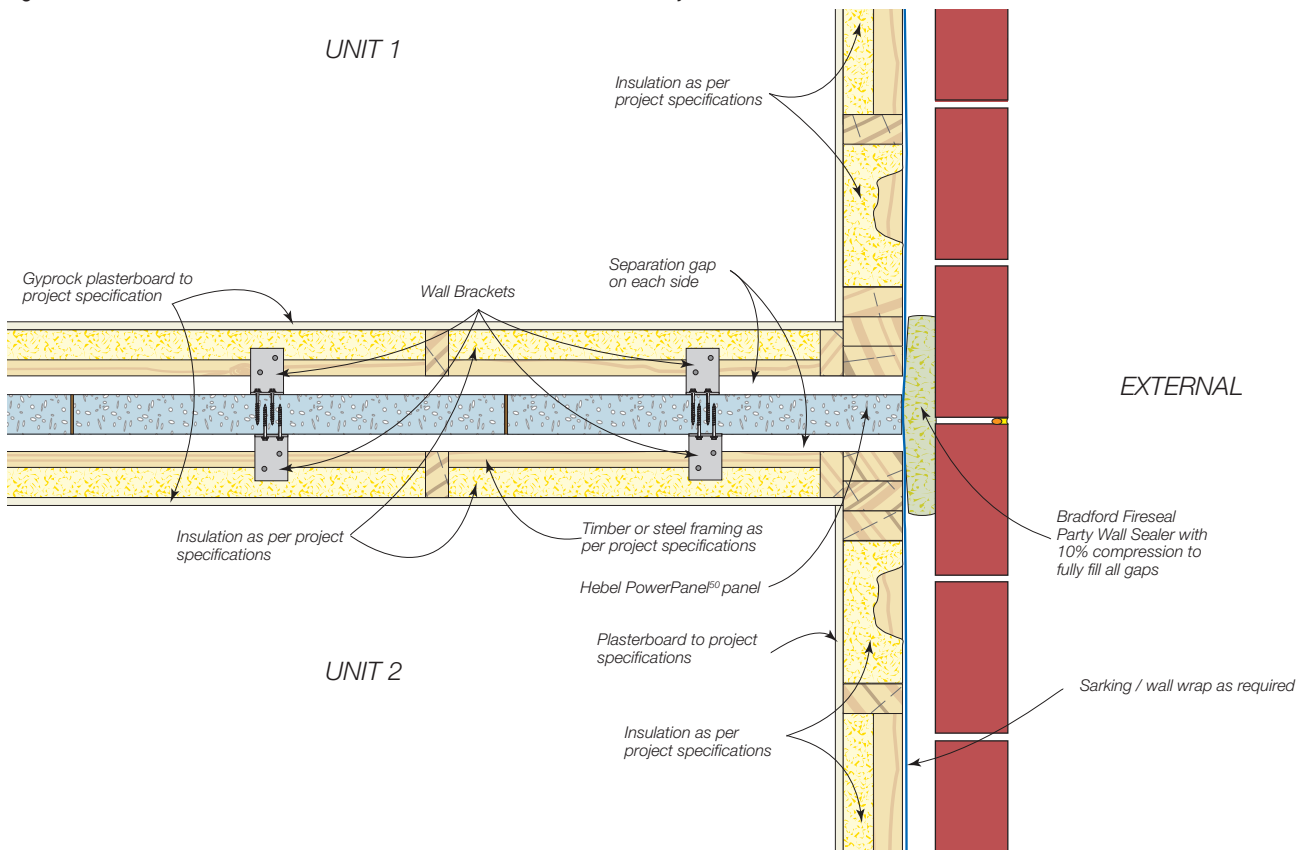 UNIT 1
Insulation as per
project specifications
Gyprock plasterboard to
project specification
Wall Brackets
Separation gap
on each side
EXTERNAL
Insulation as per project
specifications
Timber or steel framing as
per project specifications
Hebel PowerPanel⁵⁰ panel
Bradford Fireseal
Party Wall Sealer with
10% compression to
fully fill all gaps
UNIT 2
Plasterboard to project
specifications
Sarking / wall wrap as required
Insulation as per
project specifications